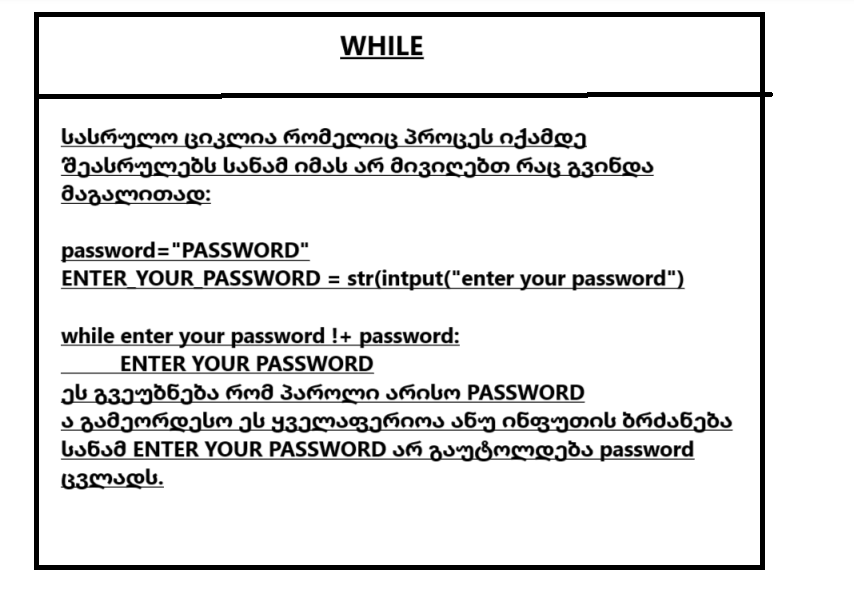 WHILE
სასრულო ციკლია რომელიც პროცეს იქამდე
შეასრულებს სანამ იმას არ მივიღებთ რაც გვინდა
მაგალითად:
password="PASSWORD"
ENTER_YOUR_PASSWORD = str(intput("enter your password")
while enter your password !+ password:
ENTER YOUR PASSWORD
ეს გვეუბნება რომ პაროლი არისო PASSWORD
ა გამეორდესო ეს ყველაფერიოა ანუ ინფუთის ბრძანება
სანამ ENTER YOUR PASSWORD არ გაუტოლდება password
ცვლადს.